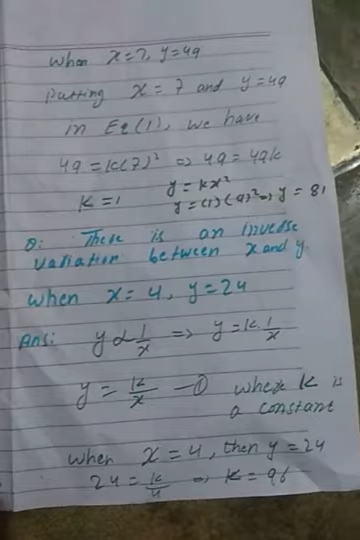 When x=7, y=49
Putting x = 7 and y=49
in Eq(1), we have
49=K(7)² => 49=49k
y=kx²
K=1 y=(1)(9)²=> y = 81
Q: There is an inverse
variation between x and y.
when x=4, y=24
Ans: y∝1/x => y=k.1/x
y = k/x —① where K is
a constant
when x=4, then y=24
24=k/4 => K=96